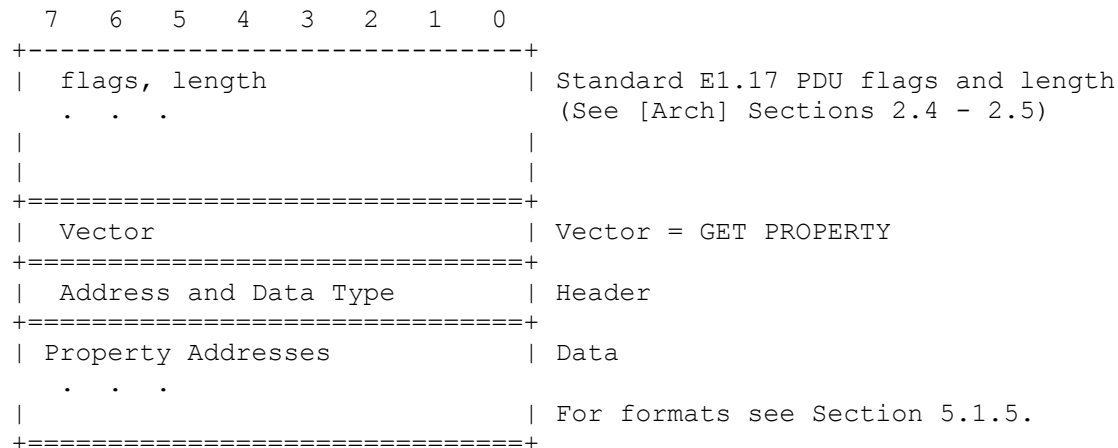 7   6   5   4   3   2   1   0
+-------------------------------+
|  flags, length                | Standard E1.17 PDU flags and length
   .  .  .                        (See [Arch] Sections 2.4 - 2.5)
|                               |
|                               |
+===============================+
|  Vector                       | Vector = GET PROPERTY
+===============================+
|  Address and Data Type        | Header
+===============================+
| Property Addresses            | Data
   .  .  .
|                               | For formats see Section 5.1.5.
+===============================+